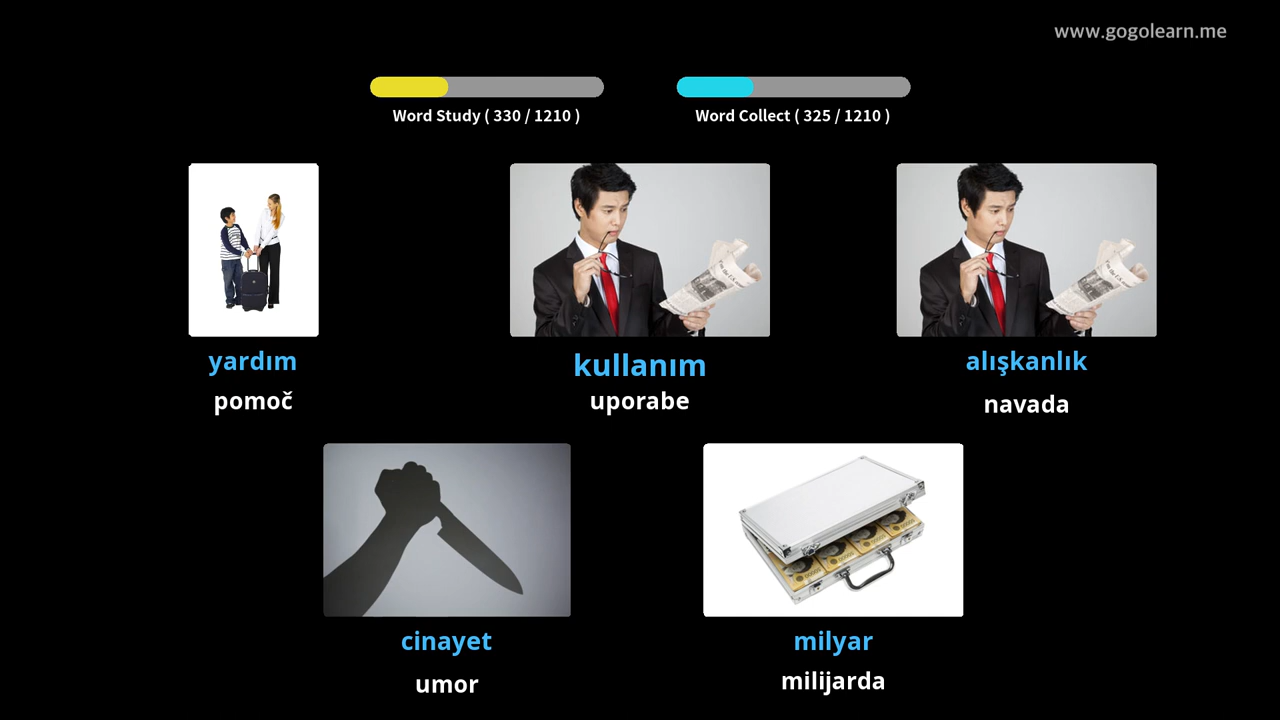 www.gogolearn.me
Word Study ( 330 / 1210 )
Word Collect ( 325 / 1210 )
yardım
kullanım
alışkanlık
pomoč
uporabe
navada
cinayet
milyar
umor
milijarda